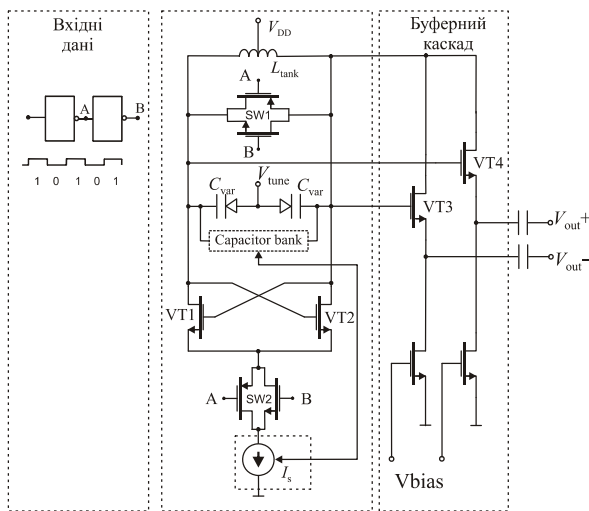 Вхідні
дані
A
B
1 0 1 0 1
V_DD
L_tank
A
SW1
B
C_var
V_tune
C_var
Capacitor bank
VT1
VT2
A
SW2
B
I_s
Буферний
каскад
VT4
VT3
V_out+
V_out−
Vbias